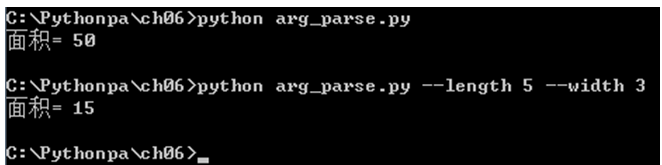 C:\Pythonpa\ch06>python arg_parse.py
面积= 50
C:\Pythonpa\ch06>python arg_parse.py --length 5 --width 3
面积= 15
C:\Pythonpa\ch06>_